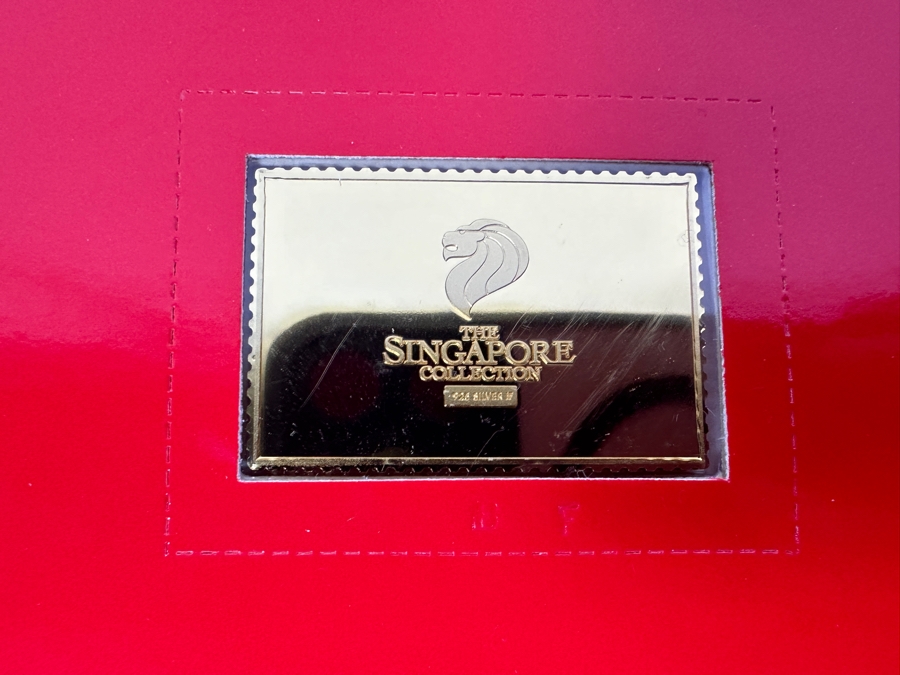 THE
SINGAPORE
COLLECTION
925 SILVER